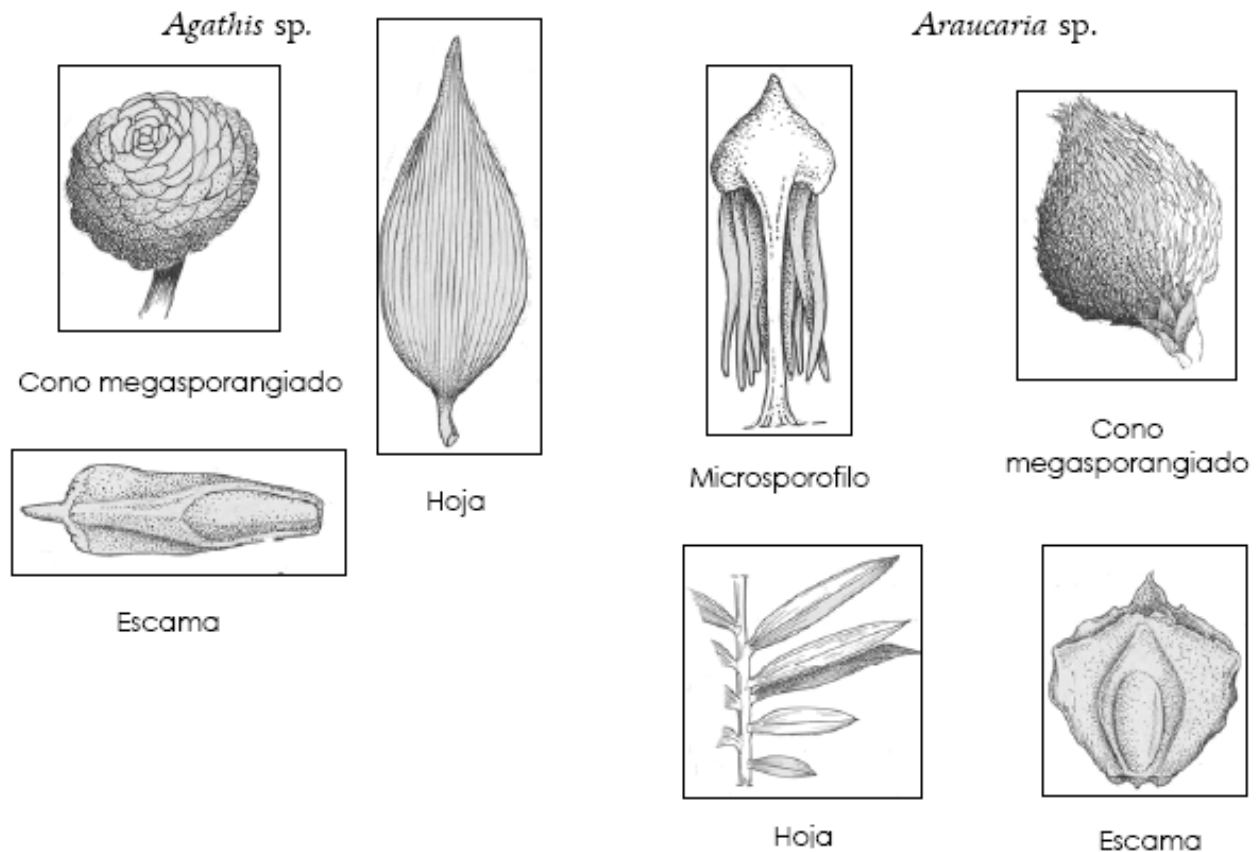 Agathis sp.
Cono megasporangiado
Hoja
Escama
Araucaria sp.
Microsporofilo
Cono
megasporangiado
Hoja
Escama